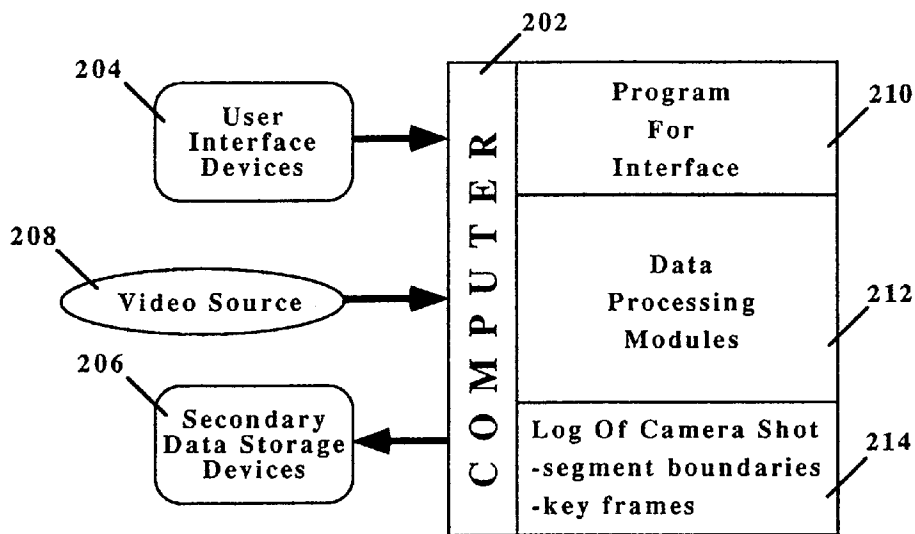 202
204
User
Interface
Devices
Program
For
Interface
210
208
Video Source
COMPUTER
Data
Processing
Modules
212
206
Secondary
Data Storage
Devices
Log Of Camera Shot
-segment boundaries
-key frames
214